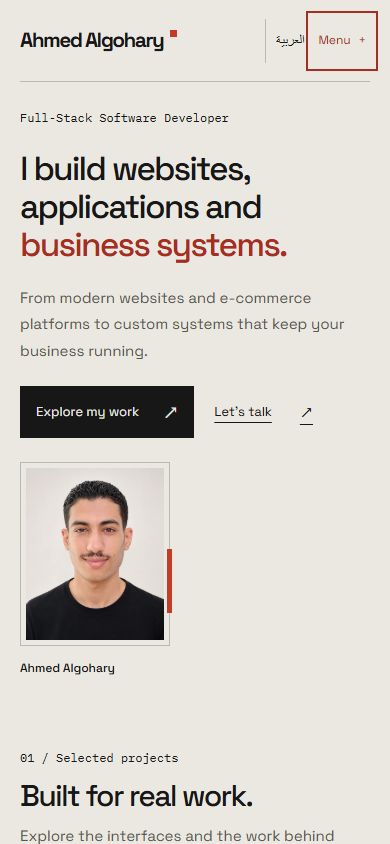 Ahmed Algohary
العربية
Menu +
Full-Stack Software Developer
I build websites,
applications and
business systems.
From modern websites and e-commerce
platforms to custom systems that keep your
business running.
Explore my work ↗
Let's talk ↗
Ahmed Algohary
01 / Selected projects
Built for real work.
Explore the interfaces and the work behind